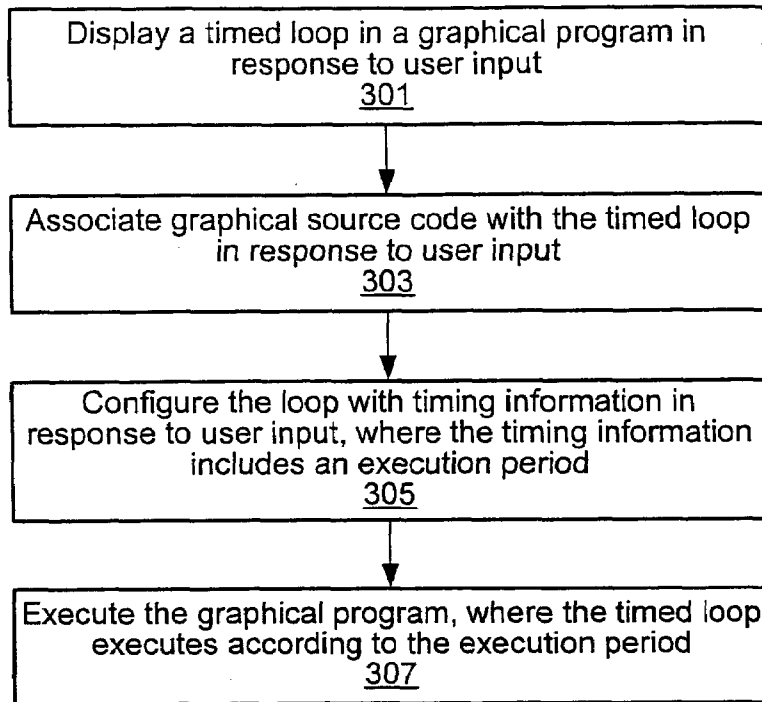 Display a timed loop in a graphical program in
response to user input
301
Associate graphical source code with the timed loop
in response to user input
303
Configure the loop with timing information in
response to user input, where the timing information
includes an execution period
305
Execute the graphical program, where the timed loop
executes according to the execution period
307